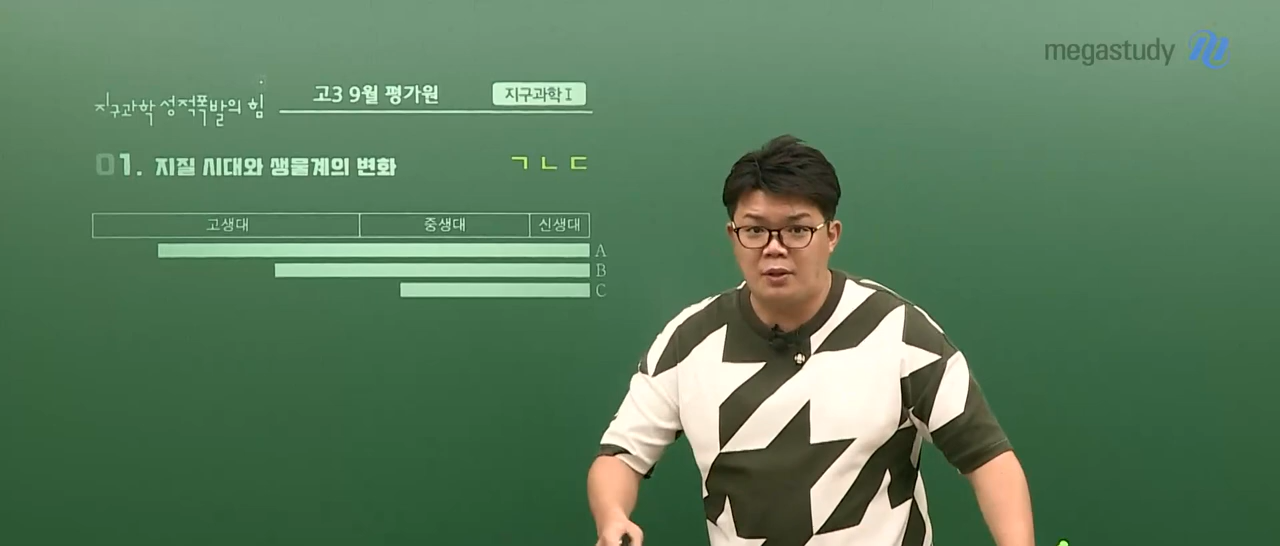 megastudy
지구과학 성적폭발의 힘
고3 9월 평가원 지구과학 I
01. 지질 시대와 생물계의 변화 ㄱ ㄴ ㄷ
고생대 중생대 신생대
A
B
C